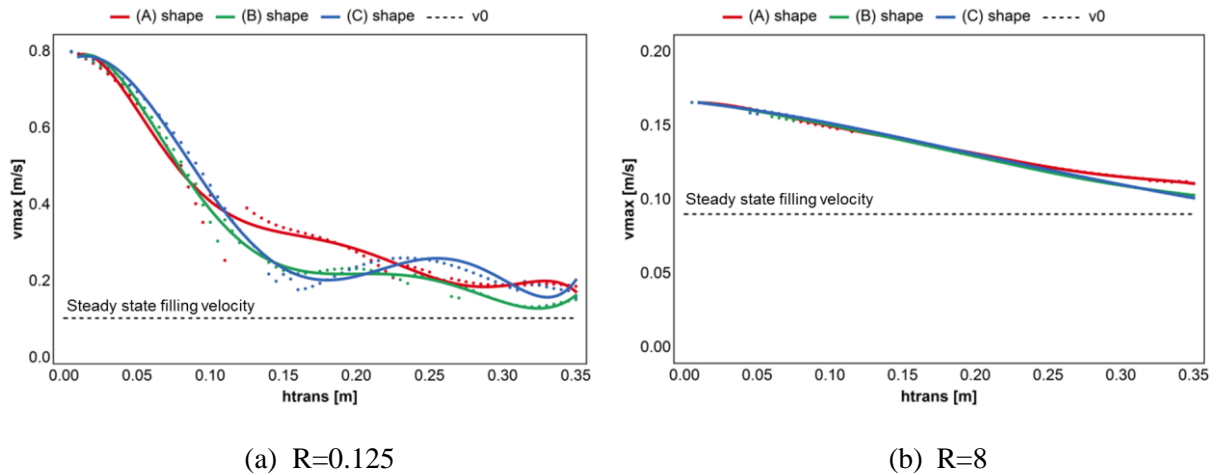 (A) shape (B) shape (C) shape v0
vmax [m/s]
0.8
0.6
0.4
0.2
0.0
Steady state filling velocity
0.00 0.05 0.10 0.15 0.20 0.25 0.30 0.35
htrans [m]
(a) R=0.125
(A) shape (B) shape (C) shape v0
vmax [m/s]
0.20
0.15
0.10
0.05
0.00
Steady state filling velocity
0.00 0.05 0.10 0.15 0.20 0.25 0.30 0.35
htrans [m]
(b) R=8